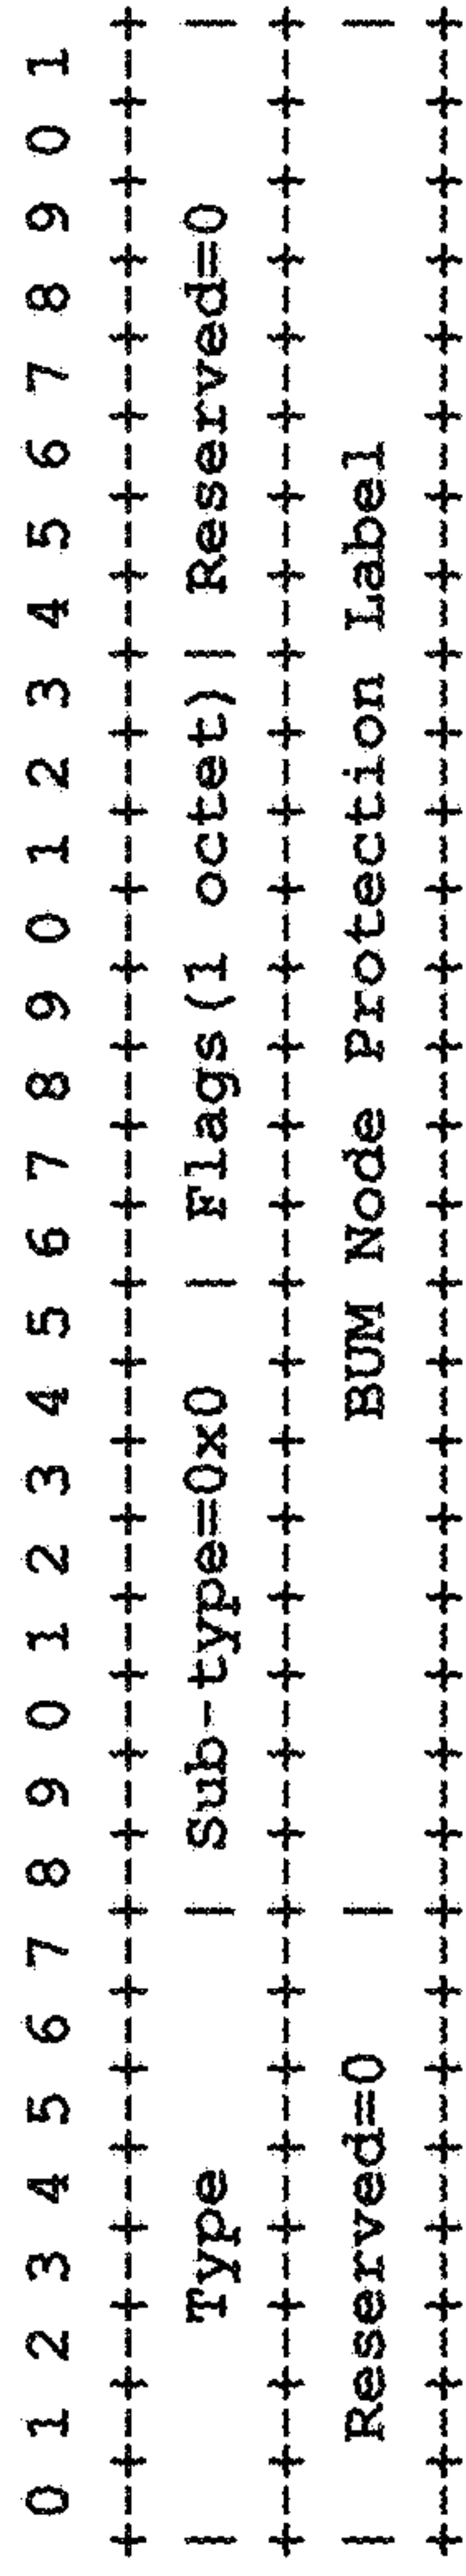 0 1 2 3 4 5 6 7 8 9 0 1 2 3 4 5 6 7 8 9 0 1 2 3 4 5 6 7 8 9 0 1
+-+-+-+-+-+-+-+-+-+-+-+-+-+-+-+-+-+-+-+-+-+-+-+-+-+-+-+-+-+-+-+-+
|      Type     | Sub-type=0x0  | Flags(1 octet)|  Reserved=0   |
+-+-+-+-+-+-+-+-+-+-+-+-+-+-+-+-+-+-+-+-+-+-+-+-+-+-+-+-+-+-+-+-+
|  Reserved=0   |            BUM Node Protection Label          |
+-+-+-+-+-+-+-+-+-+-+-+-+-+-+-+-+-+-+-+-+-+-+-+-+-+-+-+-+-+-+-+-+